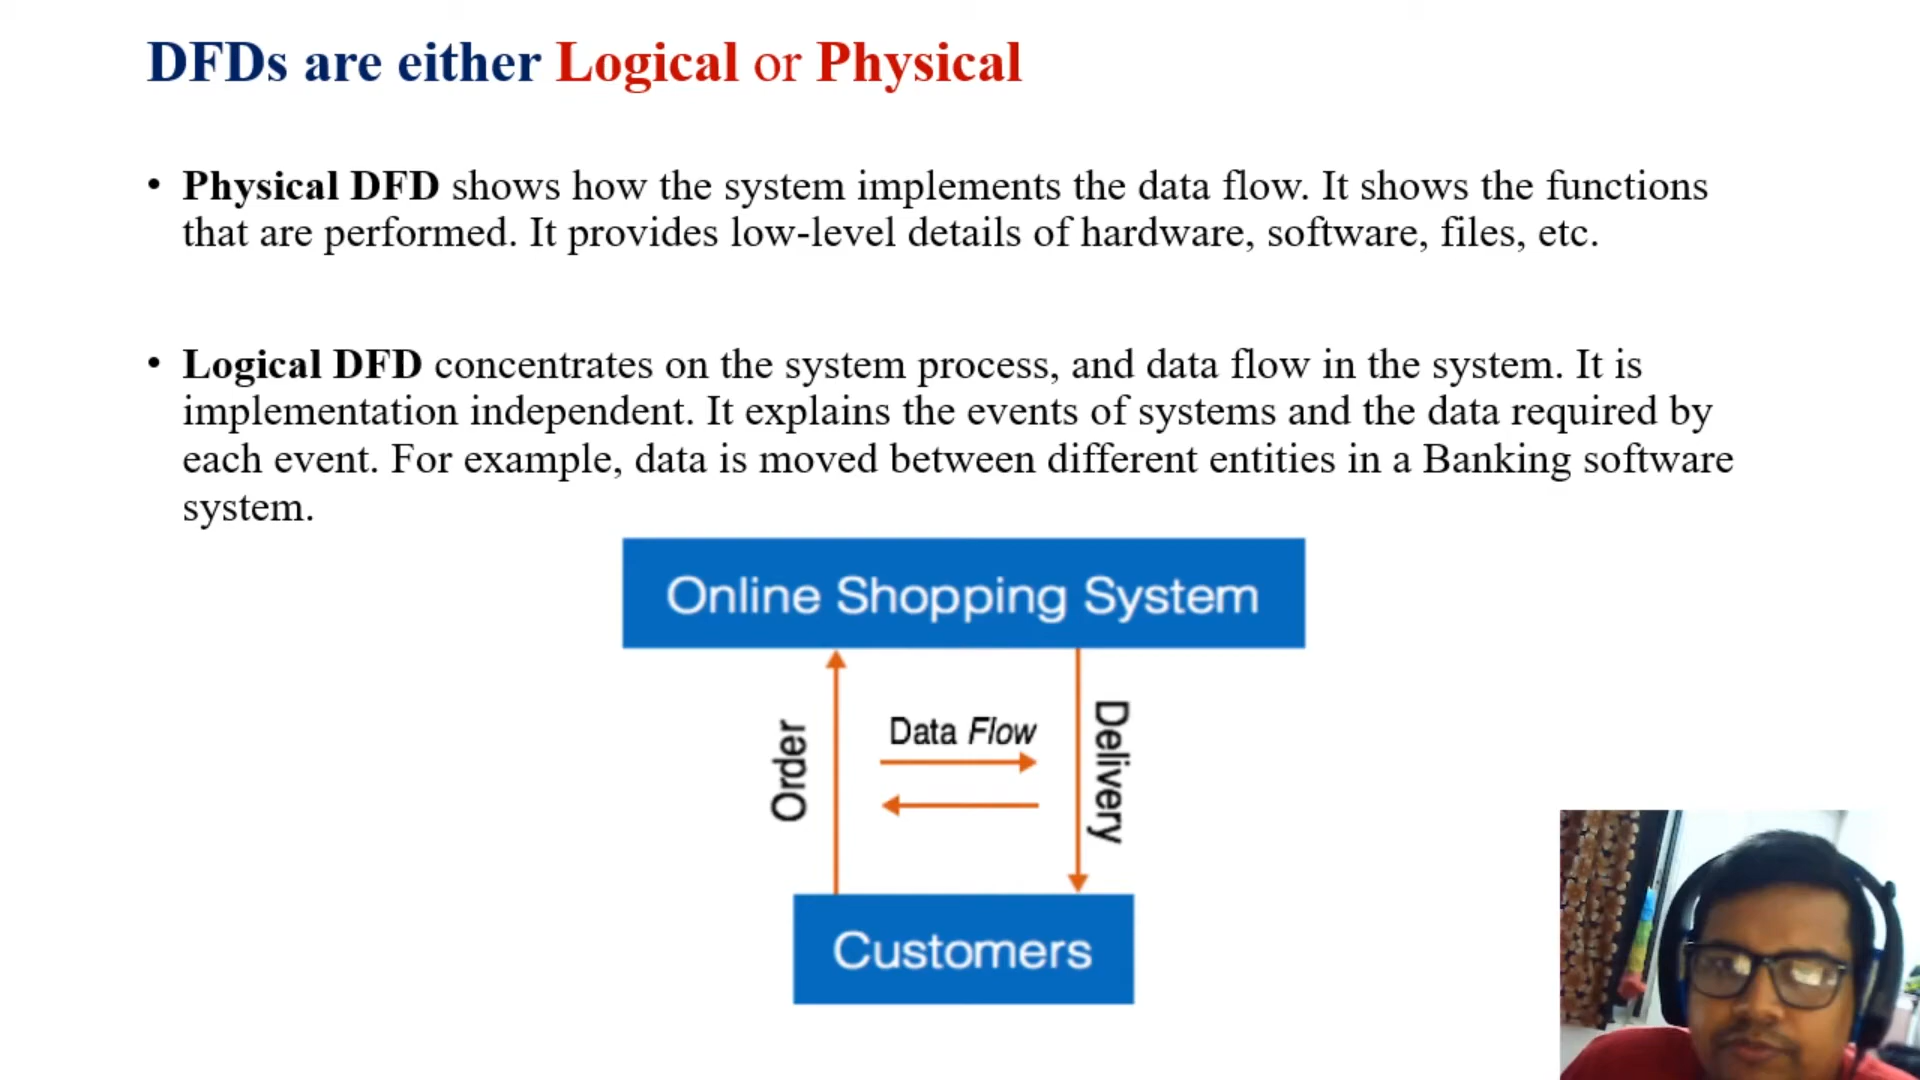 DFDs are either Logical or Physical
• Physical DFD shows how the system implements the data flow. It shows the functions
that are performed. It provides low-level details of hardware, software, files, etc.
• Logical DFD concentrates on the system process, and data flow in the system. It is
implementation independent. It explains the events of systems and the data required by
each event. For example, data is moved between different entities in a Banking software
system.
Online Shopping System
Order
Data Flow
Delivery
Customers